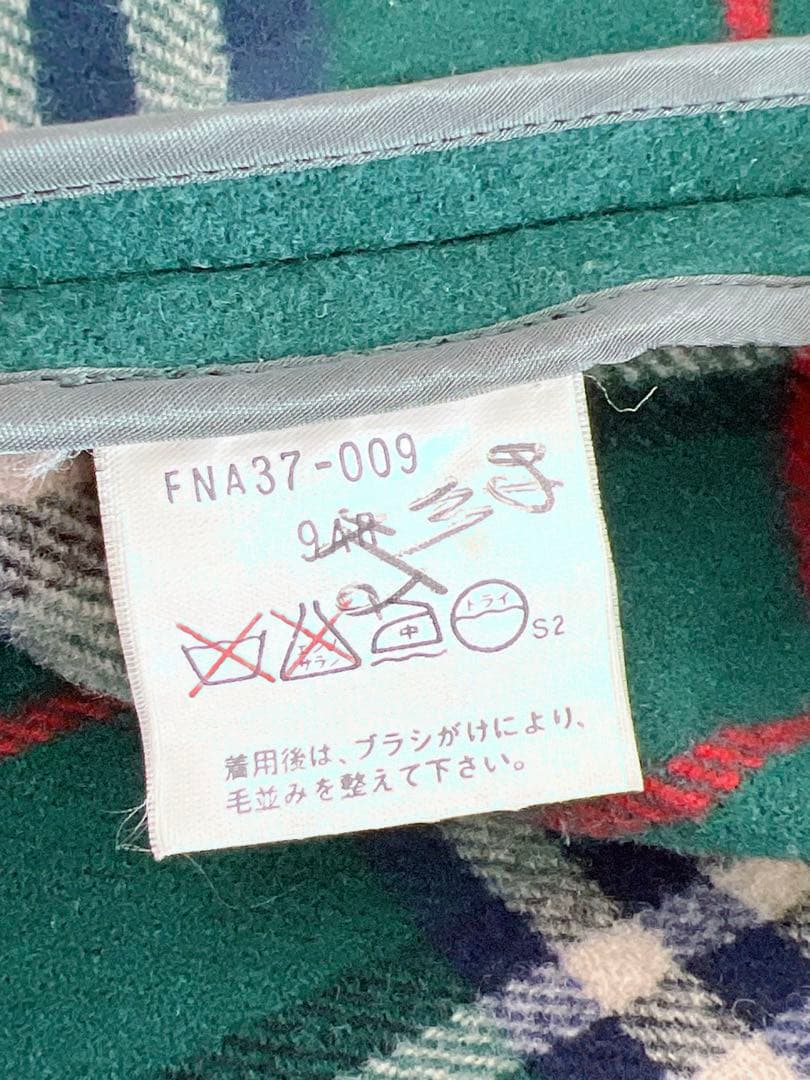 FNA37-009
中 ドライ S2
着用後は、ブラシがけにより、
毛並みを整えて下さい。